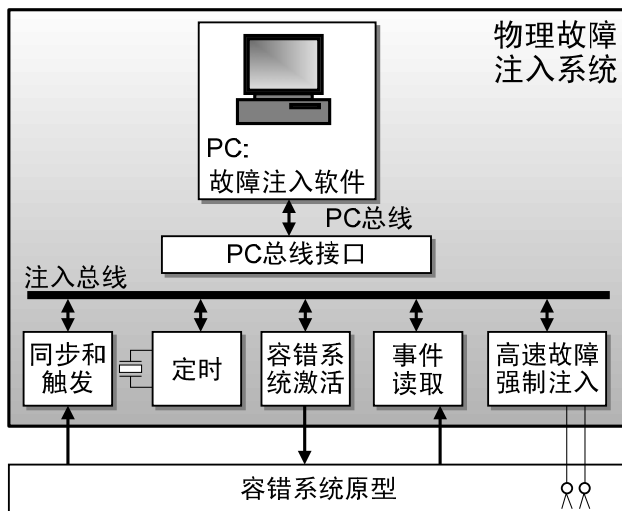 物理故障
注入系统
PC:
故障注入软件
PC总线
PC总线接口
注入总线
同步和
触发
定时
容错系
统激活
事件
读取
高速故障
强制注入
容错系统原型